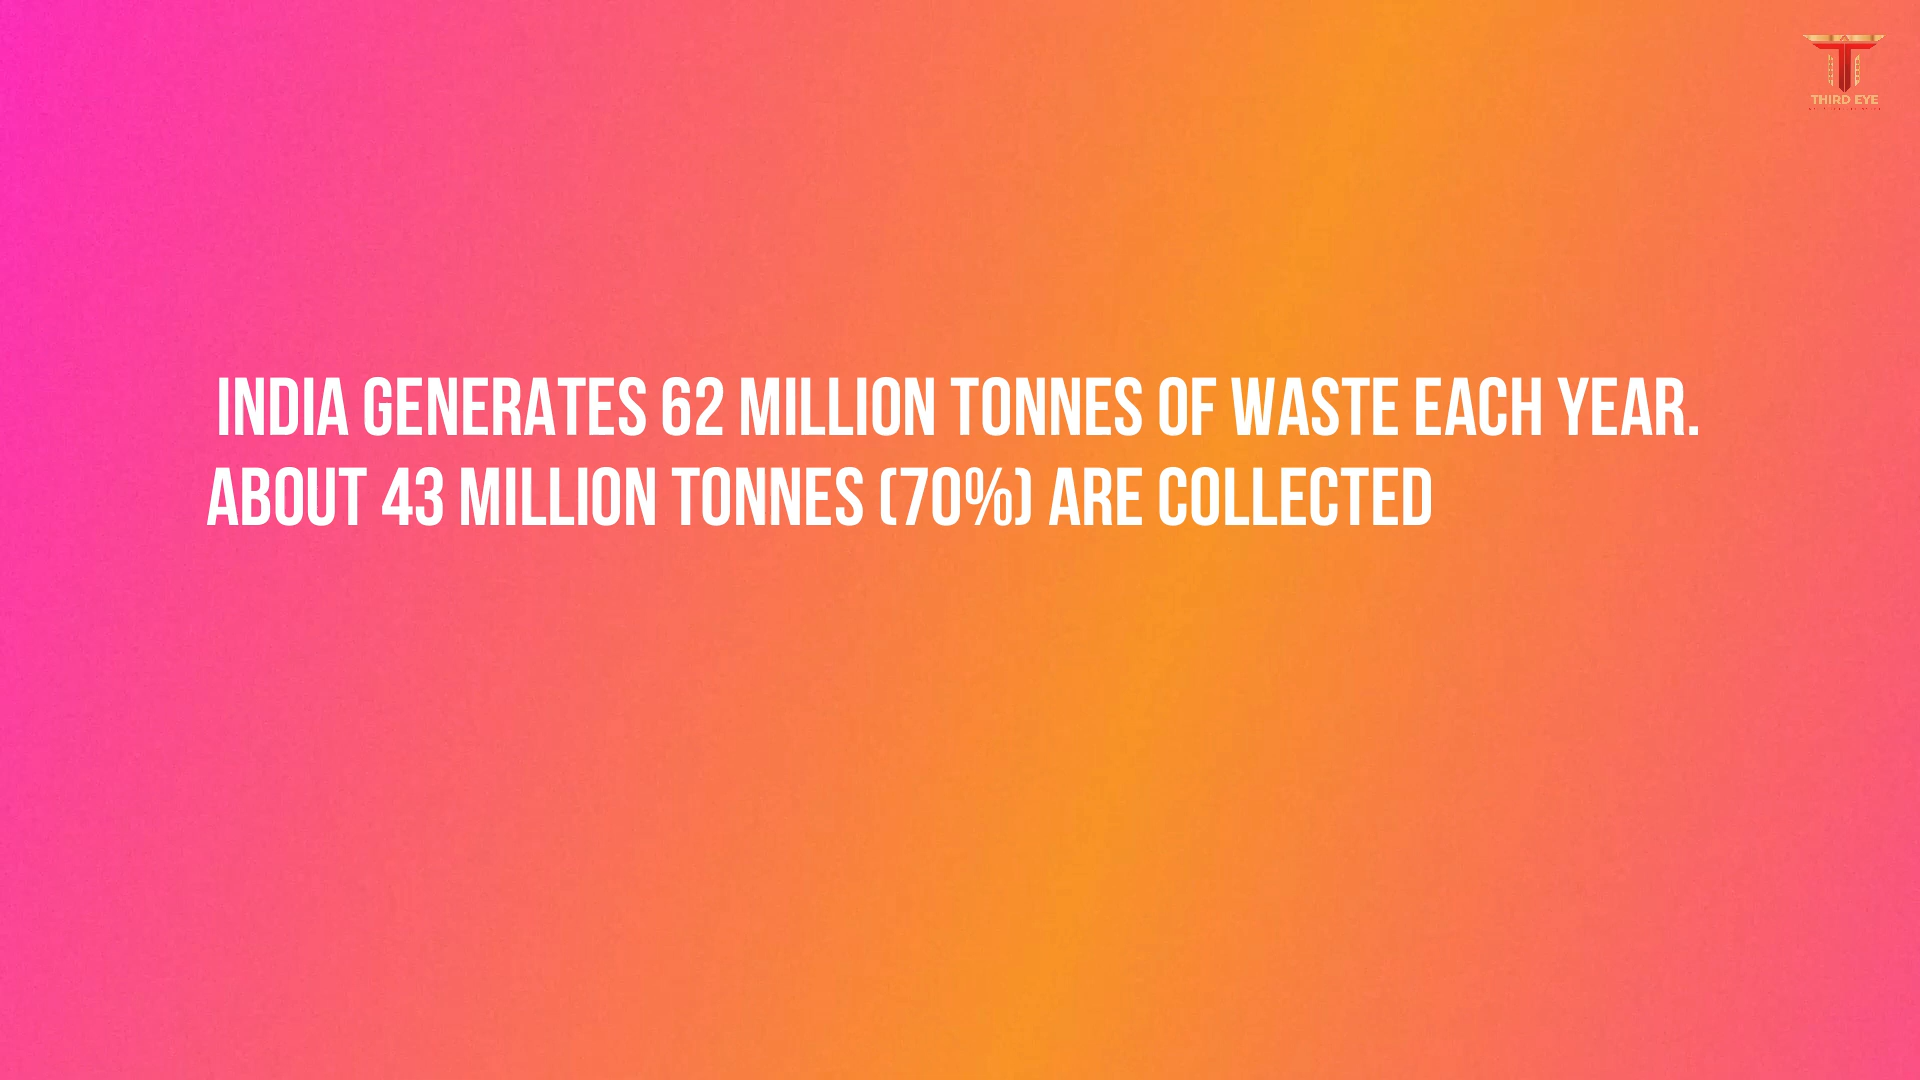 THIRD EYE
INDIA GENERATES 62 MILLION TONNES OF WASTE EACH YEAR.
ABOUT 43 MILLION TONNES (70%) ARE COLLECTED